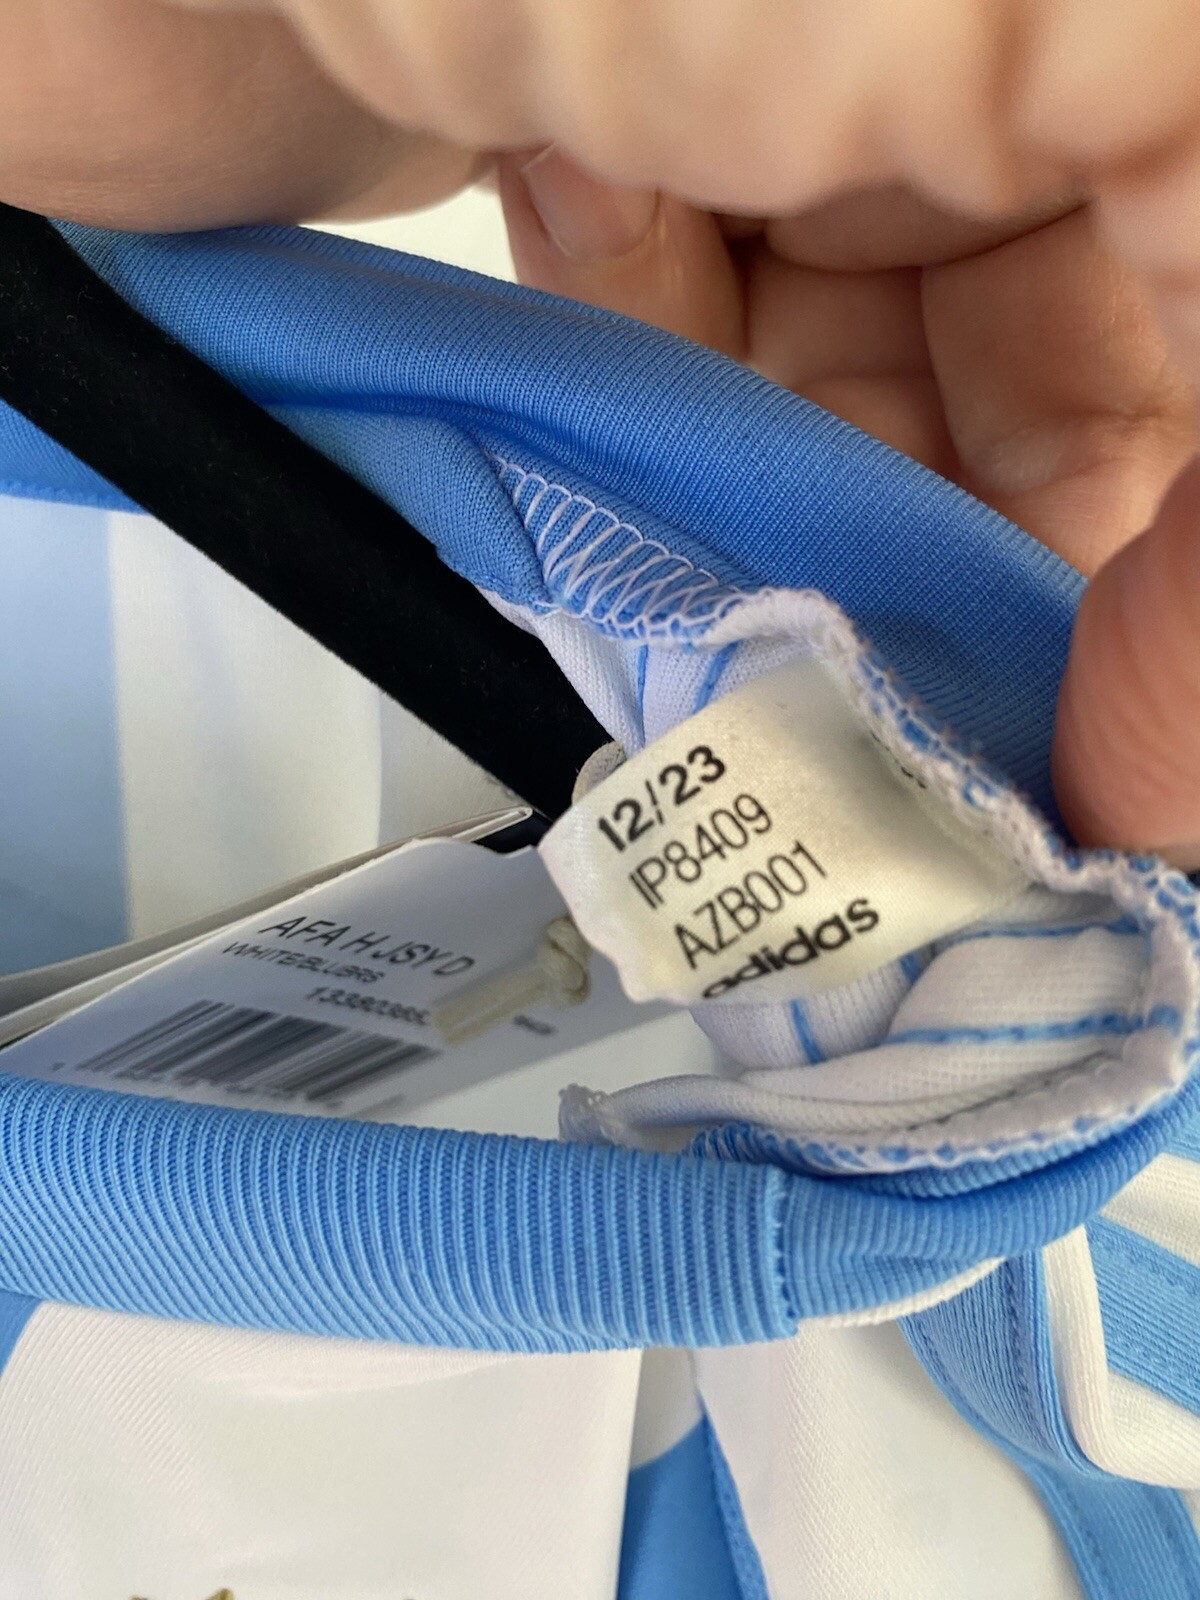 12/23
IP8409
AZB001
adidas
AFA H JSY D
WHITE/BLUBRS